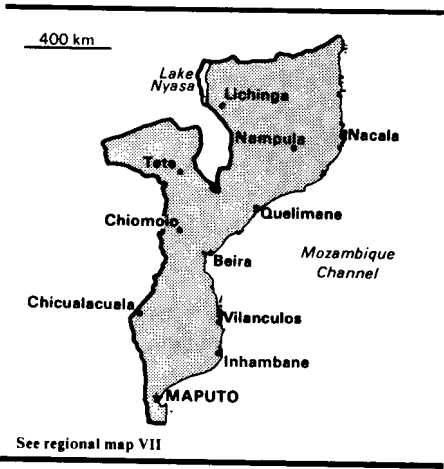 400 km
Lake
Nyasa
Lichinga
Nampula
Nacala
Tete
Chiomoio
Quelimane
Mozambique
Channel
Beira
Chicualacuala
Vilanculos
Inhambane
MAPUTO
See regional map VII